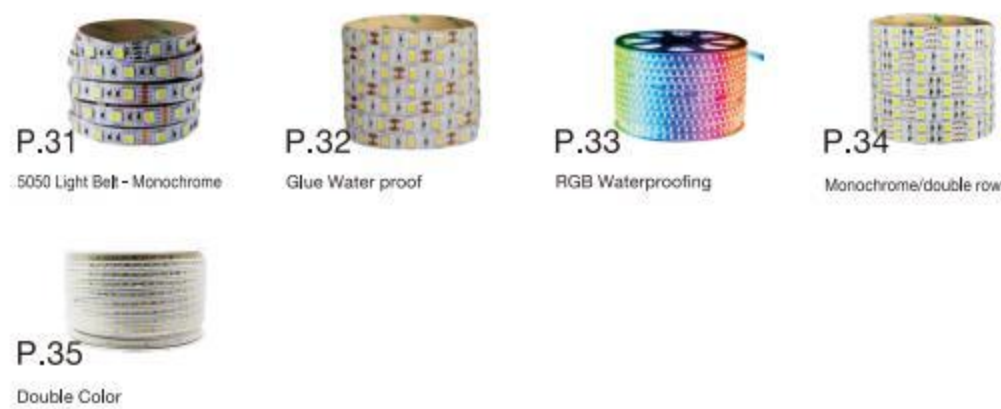 P.31
5050 Light Belt - Monochrome
P.32
Glue Water proof
P.33
RGB Waterproofing
P.34
Monochrome/double row
P.35
Double Color